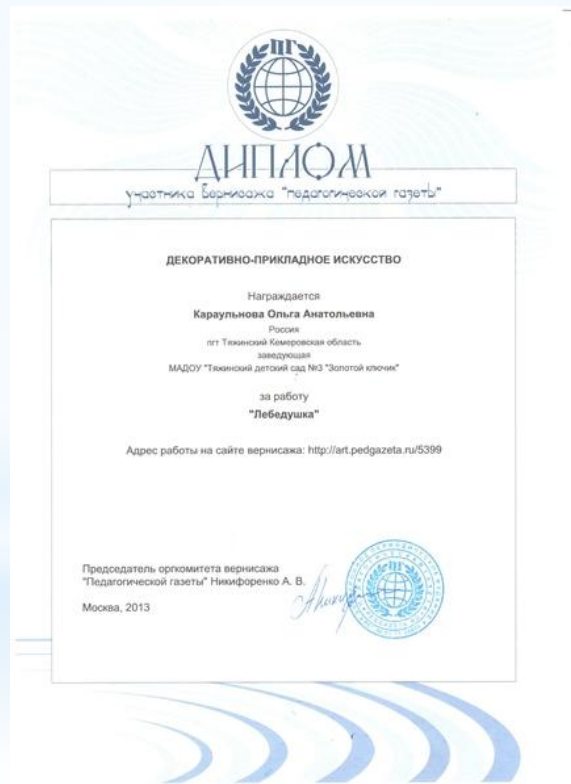 ПГ
ДИПЛОМ
участника вернисажа "педагогической газеты"
ДЕКОРАТИВНО-ПРИКЛАДНОЕ ИСКУССТВО
Награждается
Караульнова Ольга Анатольевна
Россия
пгт Тяжинский Кемеровская область
заведующая
МАДОУ "Тяжинский детский сад №3 "Золотой ключик"
за работу
"Лебедушка"
Адрес работы на сайте вернисажа: http://art.pedgazeta.ru/5399
Председатель оргкомитета вернисажа
"Педагогической газеты" Никифоренко А. В.
Москва, 2013
ПГ